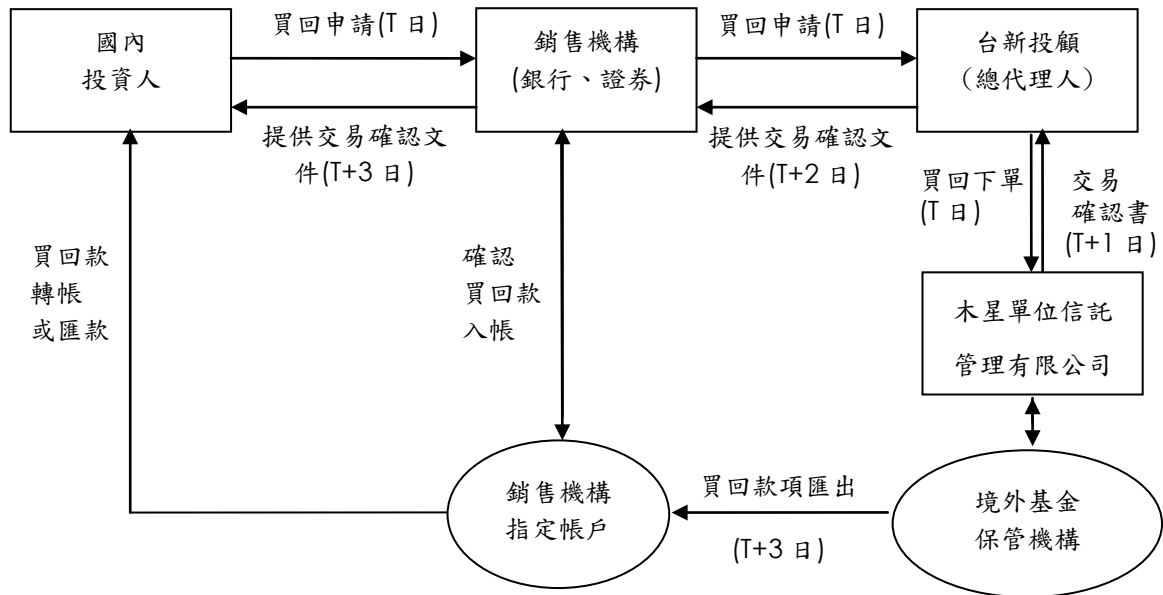 國內
投資人
買回申請(T 日)
銷售機構
(銀行、證券)
買回申請(T 日)
台新投顧
（總代理人）
提供交易確認文
件(T+3 日)
提供交易確認文
件(T+2 日)
買回下單
(T 日)
交易
確認書
(T+1 日)
買回款
轉帳
或匯款
確認
買回款
入帳
木星單位信託
管理有限公司
銷售機構
指定帳戶
買回款項匯出
(T+3 日)
境外基金
保管機構